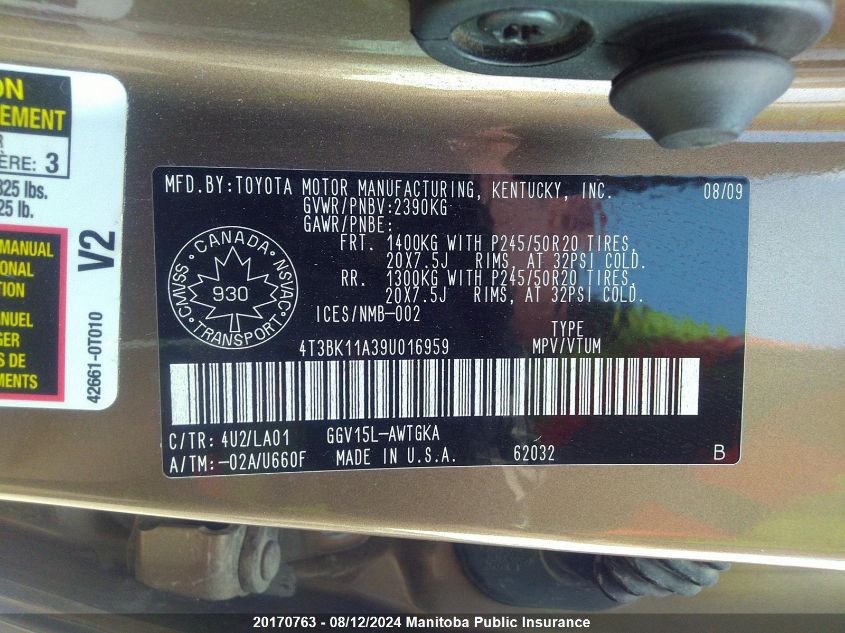 ON
EMENT
R
ÈRE: 3
325 lbs.
25 lb.
MANUAL
ONAL
TION
NUEL
GER
MENTS
V2
42661-0T010
MFD.BY:TOYOTA MOTOR MANUFACTURING, KENTUCKY, INC. 08/09
GVWR/PNBV:2390KG
GAWR/PNBE:
FRT. 1400KG WITH P245/50R20 TIRES,
20X7.5J RIMS, AT 32PSI COLD.
RR. 1300KG WITH P245/50R20 TIRES,
20X7.5J RIMS, AT 32PSI COLD.
CANADA
CMVSS
NSVAC
930
TRANSPORT
ICES/NMB-002
TYPE
4T3BK11A39U016959 MPV/VTUM
C/TR: 4U2/LA01 GGV15L-AWTGKA
A/TM:-02A/U660F MADE IN U.S.A. 62032 B
20170763 - 08/12/2024 Manitoba Public Insurance